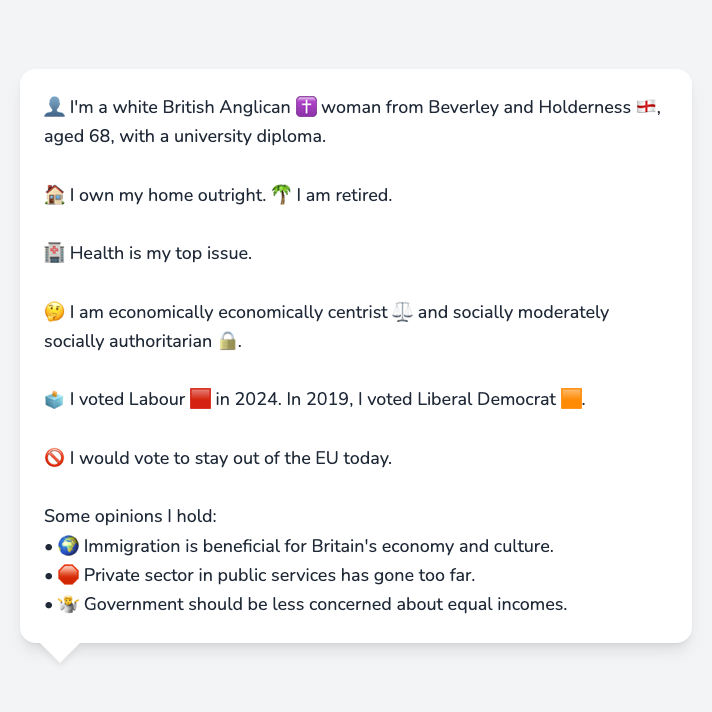 👤 I'm a white British Anglican ✝️ woman from Beverley and Holderness 🏴󠁧󠁢󠁥󠁮󠁧󠁿,
aged 68, with a university diploma.
🏠 I own my home outright. 🌴 I am retired.
🏥 Health is my top issue.
🤔 I am economically economically centrist ⚖️ and socially moderately
socially authoritarian 🔒.
🗳️ I voted Labour 🟥 in 2024. In 2019, I voted Liberal Democrat 🟧.
🚫 I would vote to stay out of the EU today.
Some opinions I hold:
• 🌍 Immigration is beneficial for Britain's economy and culture.
• 🛑 Private sector in public services has gone too far.
• 🤷 Government should be less concerned about equal incomes.